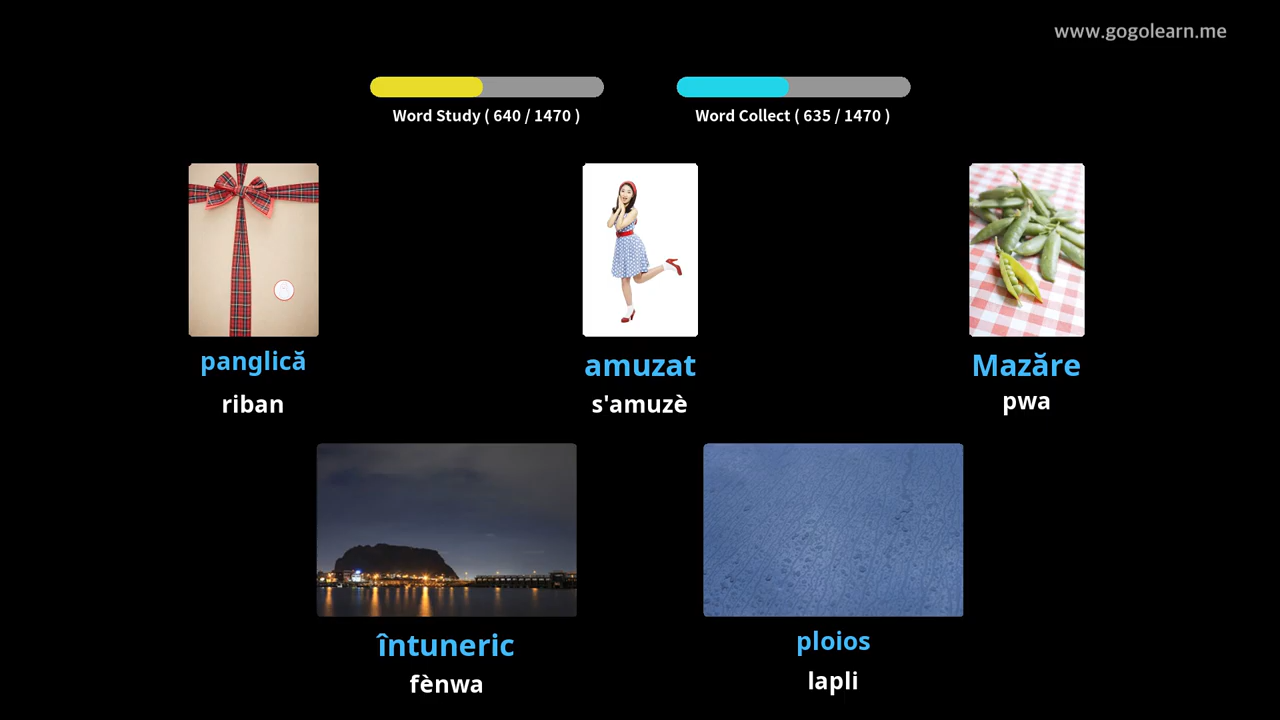 www.gogolearn.me
Word Study ( 640 / 1470 )
Word Collect ( 635 / 1470 )
panglică
riban
amuzat
s'amuzè
Mazăre
pwa
întuneric
fènwa
ploios
lapli